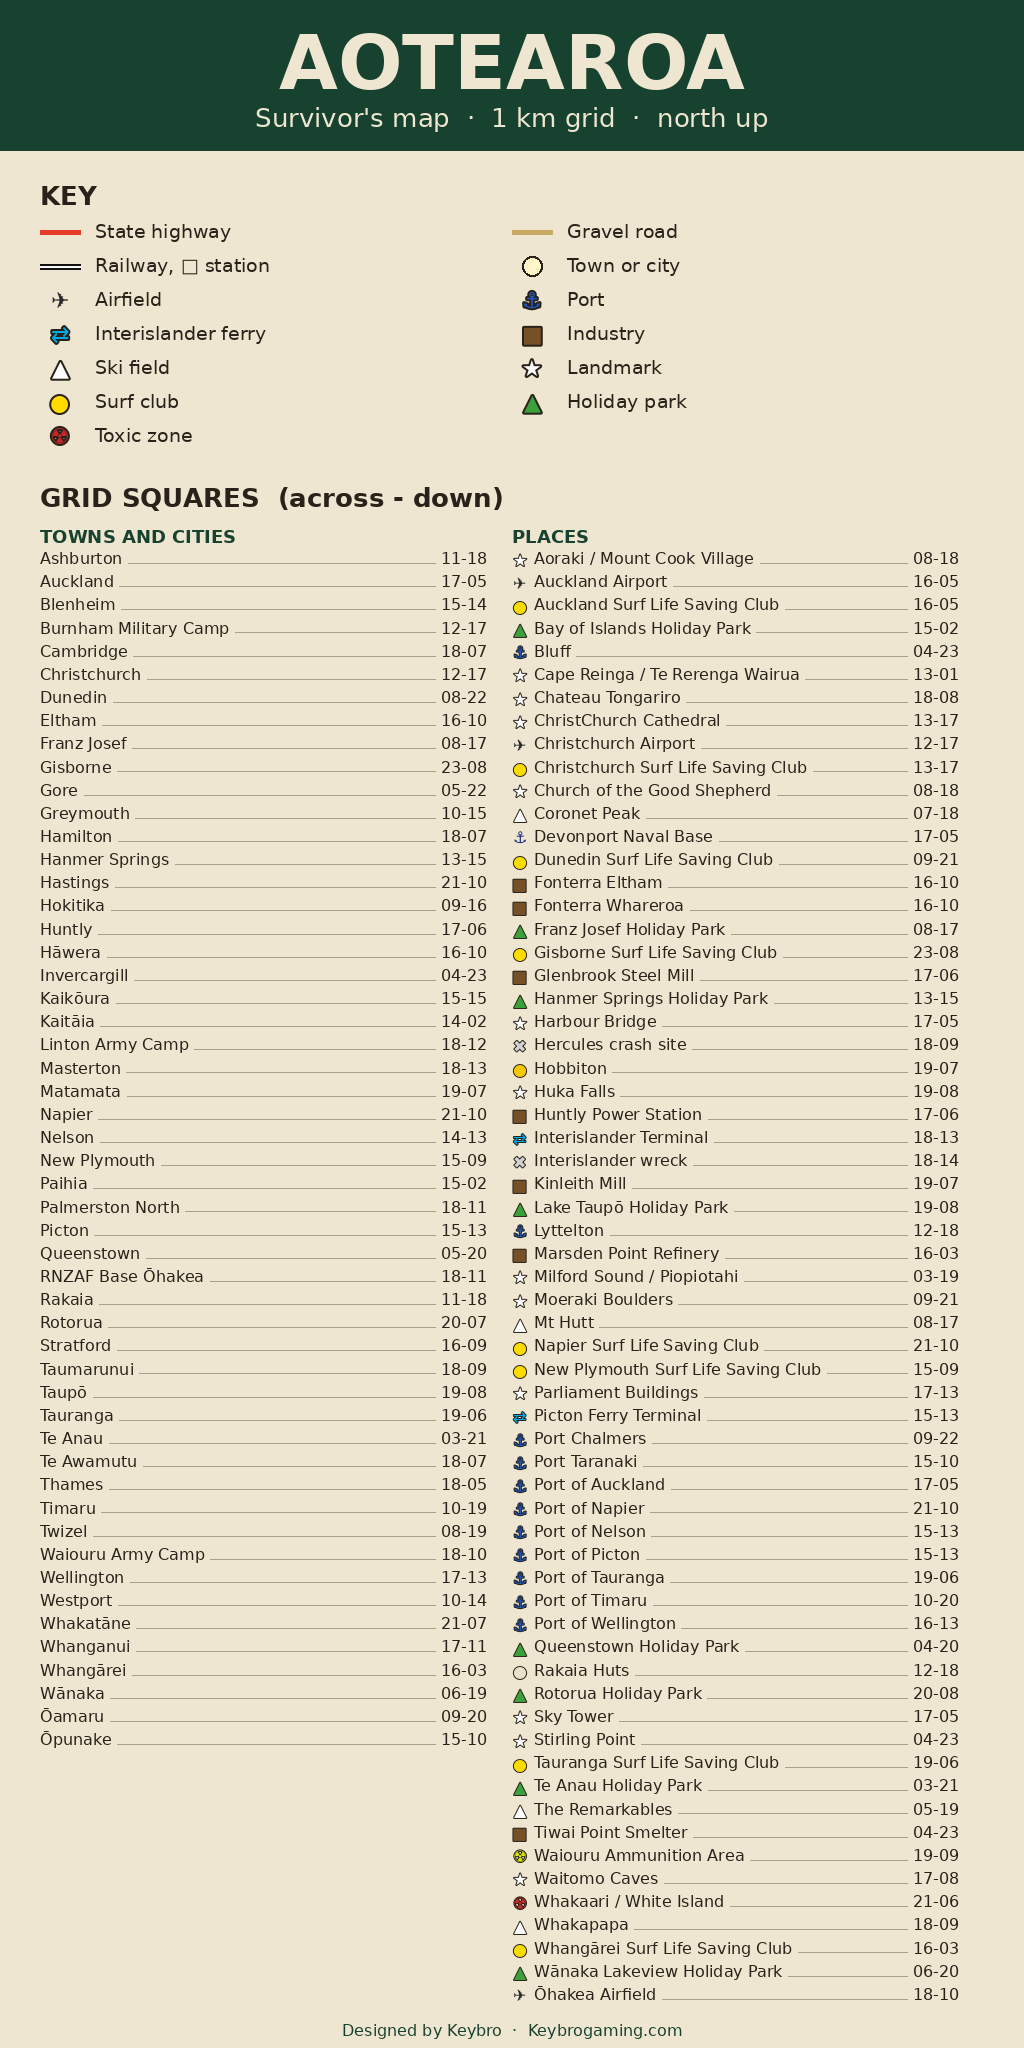 AOTEAROA
Survivor's map · 1 km grid · north up
KEY
State highway
Gravel road
Railway, □ station
Town or city
Airfield
Port
Interislander ferry
Industry
Ski field
Landmark
Surf club
Holiday park
Toxic zone
GRID SQUARES (across - down)
TOWNS AND CITIES
Ashburton 11-18
Auckland 17-05
Blenheim 15-14
Burnham Military Camp 12-17
Cambridge 18-07
Christchurch 12-17
Dunedin 08-22
Eltham 16-10
Franz Josef 08-17
Gisborne 23-08
Gore 05-22
Greymouth 10-15
Hamilton 18-07
Hanmer Springs 13-15
Hastings 21-10
Hokitika 09-16
Huntly 17-06
Hāwera 16-10
Invercargill 04-23
Kaikōura 15-15
Kaitāia 14-02
Linton Army Camp 18-12
Masterton 18-13
Matamata 19-07
Napier 21-10
Nelson 14-13
New Plymouth 15-09
Paihia 15-02
Palmerston North 18-11
Picton 15-13
Queenstown 05-20
RNZAF Base Ōhakea 18-11
Rakaia 11-18
Rotorua 20-07
Stratford 16-09
Taumarunui 18-09
Taupō 19-08
Tauranga 19-06
Te Anau 03-21
Te Awamutu 18-07
Thames 18-05
Timaru 10-19
Twizel 08-19
Waiouru Army Camp 18-10
Wellington 17-13
Westport 10-14
Whakatāne 21-07
Whanganui 17-11
Whangārei 16-03
Wānaka 06-19
Ōamaru 09-20
Ōpunake 15-10
PLACES
Aoraki / Mount Cook Village 08-18
Auckland Airport 16-05
Auckland Surf Life Saving Club 16-05
Bay of Islands Holiday Park 15-02
Bluff 04-23
Cape Reinga / Te Rerenga Wairua 13-01
Chateau Tongariro 18-08
ChristChurch Cathedral 13-17
Christchurch Airport 12-17
Christchurch Surf Life Saving Club 13-17
Church of the Good Shepherd 08-18
Coronet Peak 07-18
Devonport Naval Base 17-05
Dunedin Surf Life Saving Club 09-21
Fonterra Eltham 16-10
Fonterra Whareroa 16-10
Franz Josef Holiday Park 08-17
Gisborne Surf Life Saving Club 23-08
Glenbrook Steel Mill 17-06
Hanmer Springs Holiday Park 13-15
Harbour Bridge 17-05
Hercules crash site 18-09
Hobbiton 19-07
Huka Falls 19-08
Huntly Power Station 17-06
Interislander Terminal 18-13
Interislander wreck 18-14
Kinleith Mill 19-07
Lake Taupō Holiday Park 19-08
Lyttelton 12-18
Marsden Point Refinery 16-03
Milford Sound / Piopiotahi 03-19
Moeraki Boulders 09-21
Mt Hutt 08-17
Napier Surf Life Saving Club 21-10
New Plymouth Surf Life Saving Club 15-09
Parliament Buildings 17-13
Picton Ferry Terminal 15-13
Port Chalmers 09-22
Port Taranaki 15-10
Port of Auckland 17-05
Port of Napier 21-10
Port of Nelson 15-13
Port of Picton 15-13
Port of Tauranga 19-06
Port of Timaru 10-20
Port of Wellington 16-13
Queenstown Holiday Park 04-20
Rakaia Huts 12-18
Rotorua Holiday Park 20-08
Sky Tower 17-05
Stirling Point 04-23
Tauranga Surf Life Saving Club 19-06
Te Anau Holiday Park 03-21
The Remarkables 05-19
Tiwai Point Smelter 04-23
Waiouru Ammunition Area 19-09
Waitomo Caves 17-08
Whakaari / White Island 21-06
Whakapapa 18-09
Whangārei Surf Life Saving Club 16-03
Wānaka Lakeview Holiday Park 06-20
Ōhakea Airfield 18-10
Designed by Keybro · Keybrogaming.com